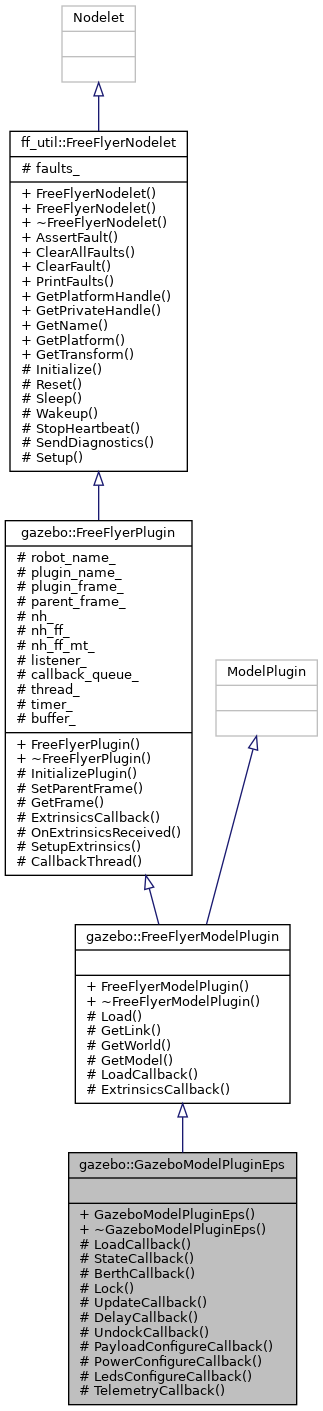 Nodelet
ff_util::FreeFlyerNodelet
# faults_
+ FreeFlyerNodelet()
+ FreeFlyerNodelet()
+ ~FreeFlyerNodelet()
+ AssertFault()
+ ClearAllFaults()
+ ClearFault()
+ PrintFaults()
+ GetPlatformHandle()
+ GetPrivateHandle()
+ GetName()
+ GetPlatform()
+ GetTransform()
# Initialize()
# Reset()
# Sleep()
# Wakeup()
# StopHeartbeat()
# SendDiagnostics()
# Setup()
gazebo::FreeFlyerPlugin
# robot_name_
# plugin_name_
# plugin_frame_
# parent_frame_
# nh_
# nh_ff_
# nh_ff_mt_
# listener_
# callback_queue_
# thread_
# timer_
# buffer_
+ FreeFlyerPlugin()
+ ~FreeFlyerPlugin()
# InitializePlugin()
# SetParentFrame()
# GetFrame()
# ExtrinsicsCallback()
# OnExtrinsicsReceived()
# SetupExtrinsics()
# CallbackThread()
ModelPlugin
gazebo::FreeFlyerModelPlugin
+ FreeFlyerModelPlugin()
+ ~FreeFlyerModelPlugin()
# Load()
# GetLink()
# GetWorld()
# GetModel()
# LoadCallback()
# ExtrinsicsCallback()
gazebo::GazeboModelPluginEps
+ GazeboModelPluginEps()
+ ~GazeboModelPluginEps()
# LoadCallback()
# StateCallback()
# BerthCallback()
# Lock()
# UpdateCallback()
# DelayCallback()
# UndockCallback()
# PayloadConfigureCallback()
# PowerConfigureCallback()
# LedsConfigureCallback()
# TelemetryCallback()